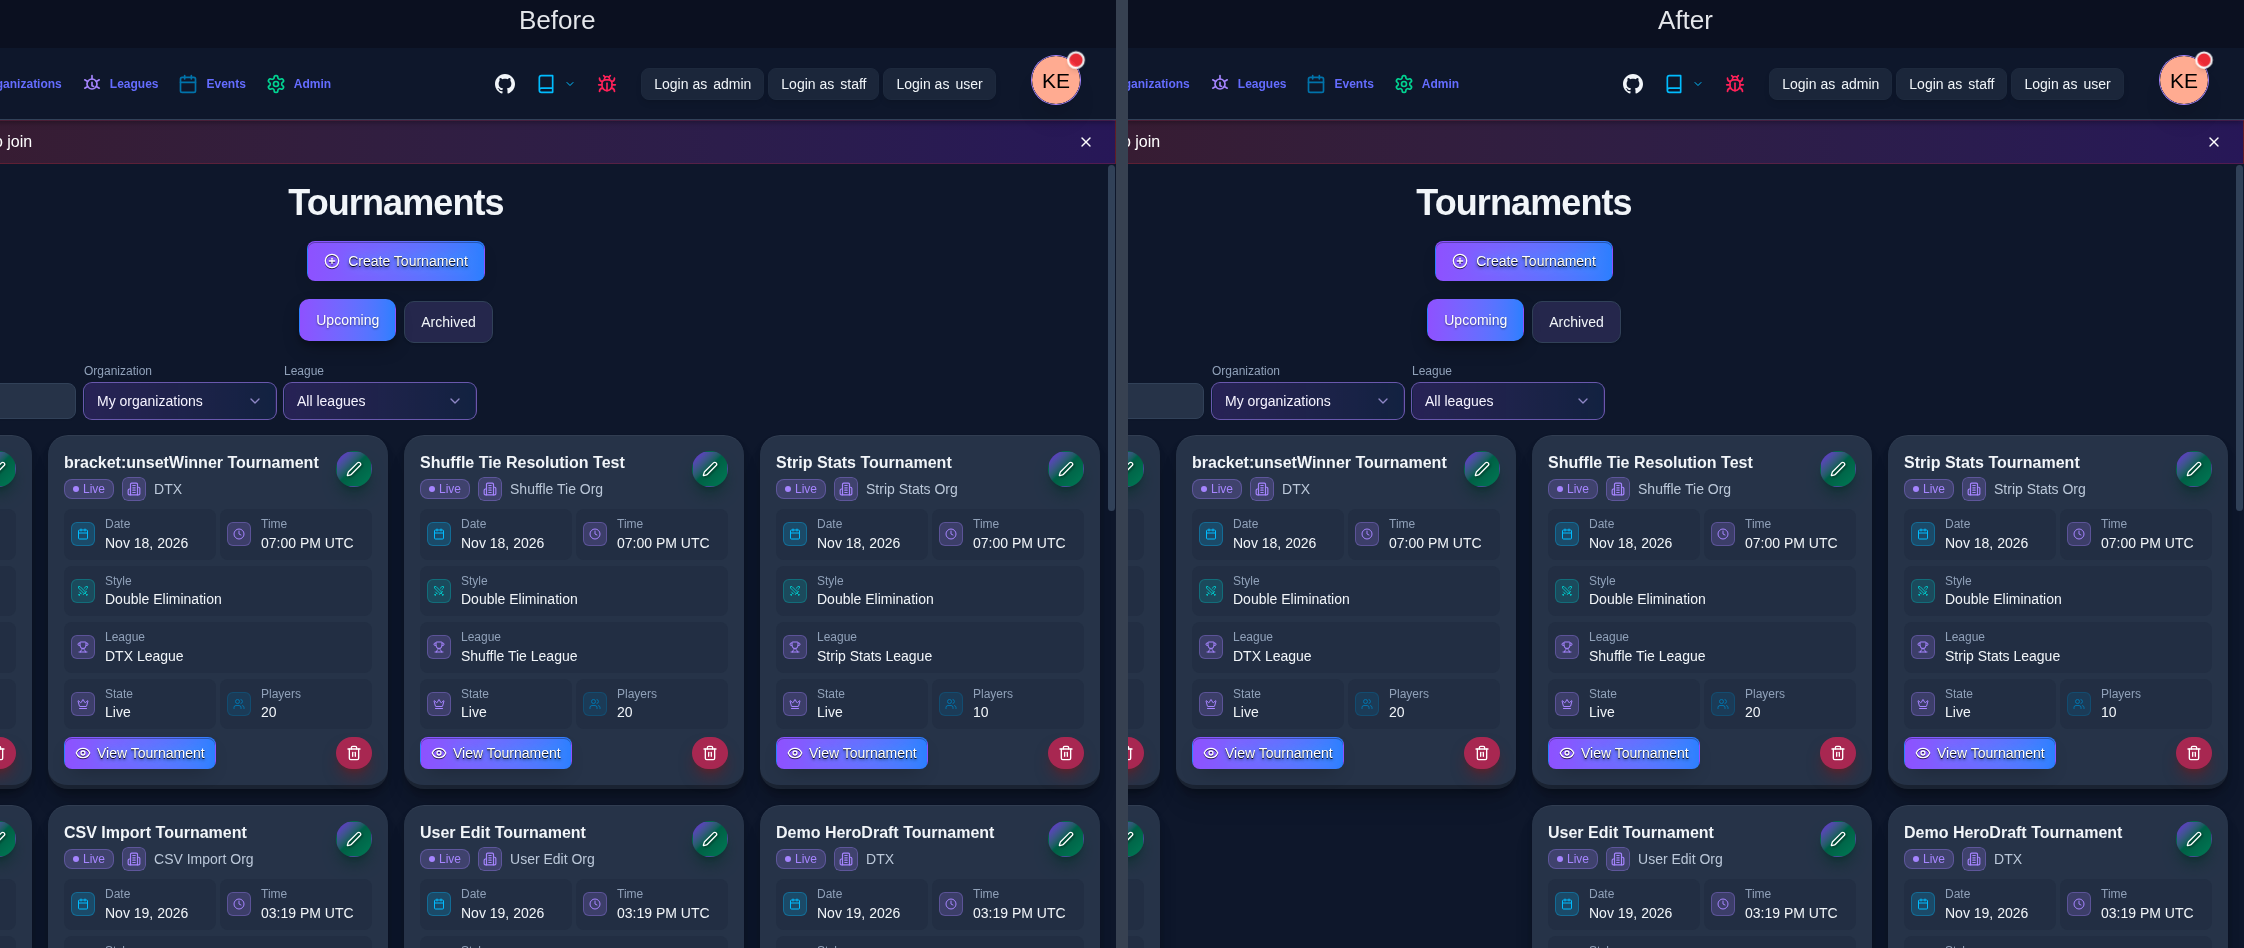 Before
ganizations Leagues Events Admin Login as admin Login as staff Login as user KE
join
Tournaments
Create Tournament
Upcoming Archived
Organization League
My organizations All leagues
bracket:unsetWinner Tournament Shuffle Tie Resolution Test Strip Stats Tournament
Live DTX Live Shuffle Tie Org Live Strip Stats Org
Date Time Date Time Date Time
Nov 18, 2026 07:00 PM UTC Nov 18, 2026 07:00 PM UTC Nov 18, 2026 07:00 PM UTC
Style Style Style
Double Elimination Double Elimination Double Elimination
League League League
DTX League Shuffle Tie League Strip Stats League
State Players State Players State Players
Live 20 Live 20 Live 10
View Tournament View Tournament View Tournament
CSV Import Tournament User Edit Tournament Demo HeroDraft Tournament
Live CSV Import Org Live User Edit Org Live DTX
Date Time Date Time Date Time
Nov 19, 2026 03:19 PM UTC Nov 19, 2026 03:19 PM UTC Nov 19, 2026 03:19 PM UTC
After
ganizations Leagues Events Admin Login as admin Login as staff Login as user KE
join
Tournaments
Create Tournament
Upcoming Archived
Organization League
My organizations All leagues
bracket:unsetWinner Tournament Shuffle Tie Resolution Test Strip Stats Tournament
Live DTX Live Shuffle Tie Org Live Strip Stats Org
Date Time Date Time Date Time
Nov 18, 2026 07:00 PM UTC Nov 18, 2026 07:00 PM UTC Nov 18, 2026 07:00 PM UTC
Style Style Style
Double Elimination Double Elimination Double Elimination
League League League
DTX League Shuffle Tie League Strip Stats League
State Players State Players State Players
Live 20 Live 20 Live 10
View Tournament View Tournament View Tournament
User Edit Tournament Demo HeroDraft Tournament
Live User Edit Org Live DTX
Date Time Date Time
Nov 19, 2026 03:19 PM UTC Nov 19, 2026 03:19 PM UTC